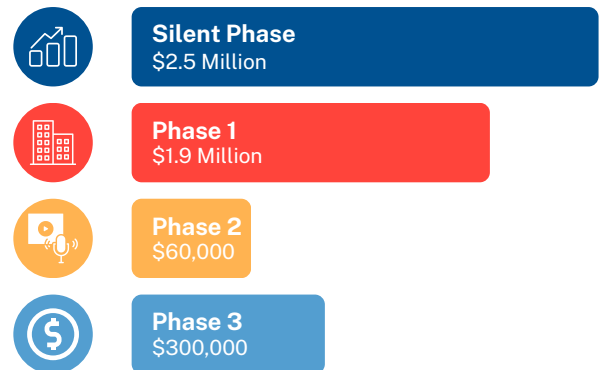 Silent Phase
$2.5 Million
Phase 1
$1.9 Million
Phase 2
$60,000
Phase 3
$300,000